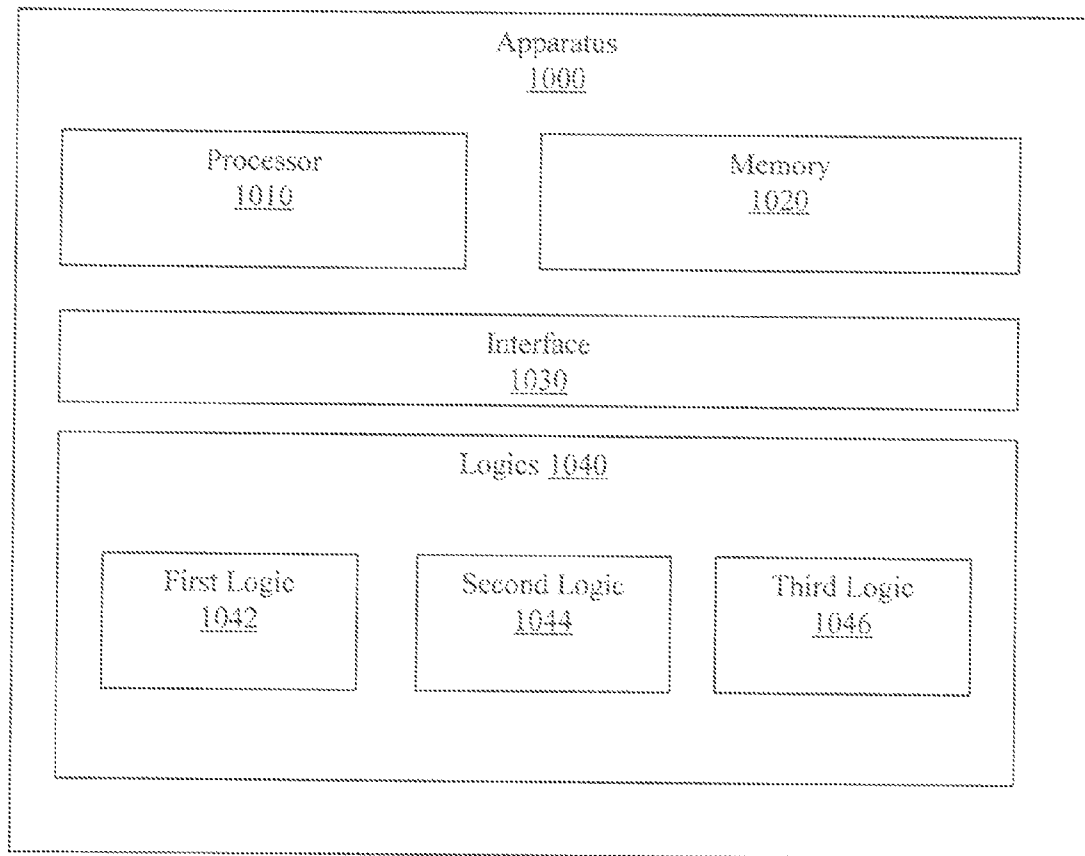 Apparatus
1000
Processor
1010
Memory
1020
Interface
1030
Logics 1040
First Logic
1042
Second Logic
1044
Third Logic
1046